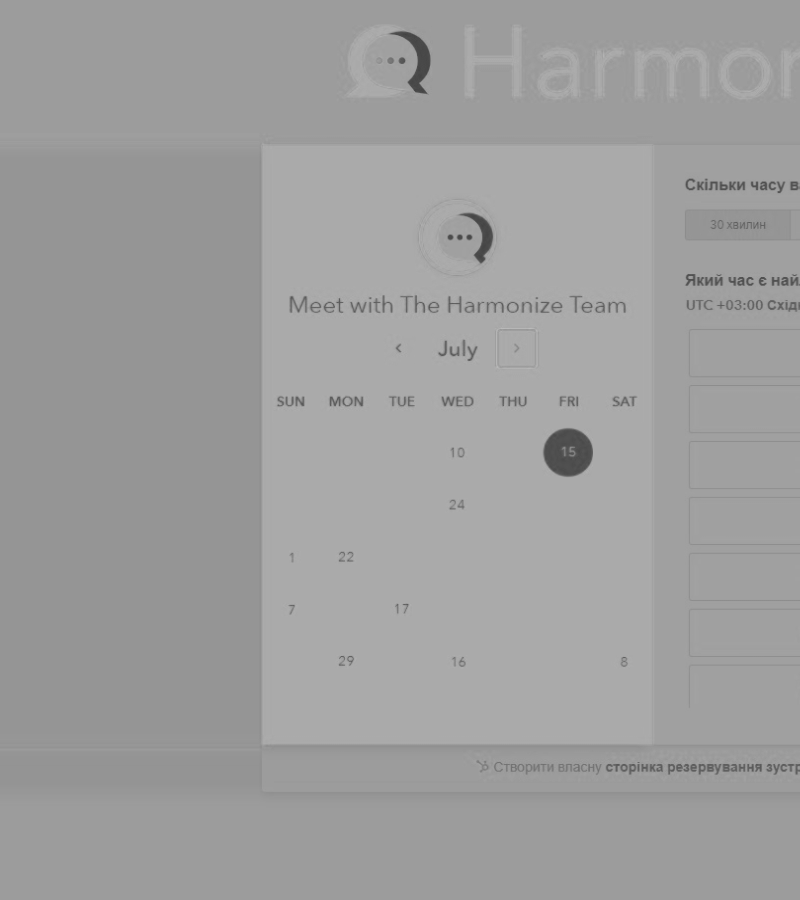 Harmon
Meet with The Harmonize Team
July
SUN MON TUE WED THU FRI SAT
10 15
24
1 22
7 17
29 16 8
Скільки часу в
30 хвилин
Який час є най
UTC +03:00 Східн
Створити власну сторінка резервування зустр